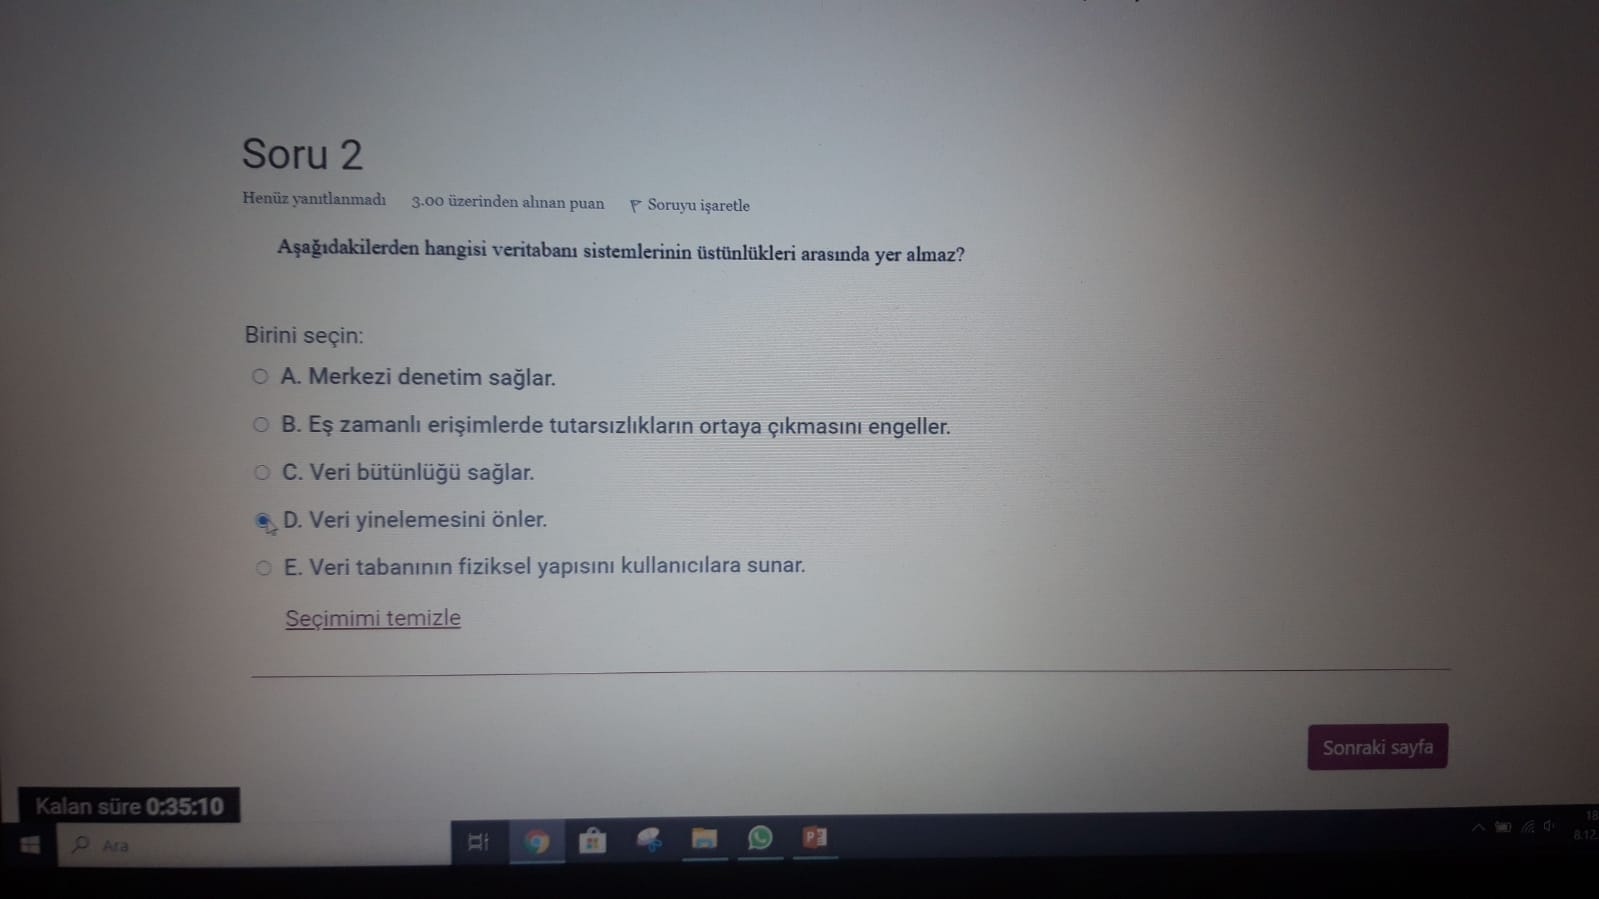 Soru 2
Henüz yanıtlanmadı 3.00 üzerinden alınan puan Soruyu işaretle
Aşağıdakilerden hangisi veritabanı sistemlerinin üstünlükleri arasında yer almaz?
Birini seçin:
A. Merkezi denetim sağlar.
B. Eş zamanlı erişimlerde tutarsızlıkların ortaya çıkmasını engeller.
C. Veri bütünlüğü sağlar.
D. Veri yinelemesini önler.
E. Veri tabanının fiziksel yapısını kullanıcılara sunar.
Seçimimi temizle
Sonraki sayfa
Kalan süre 0:35:10
Ara
18
8.12